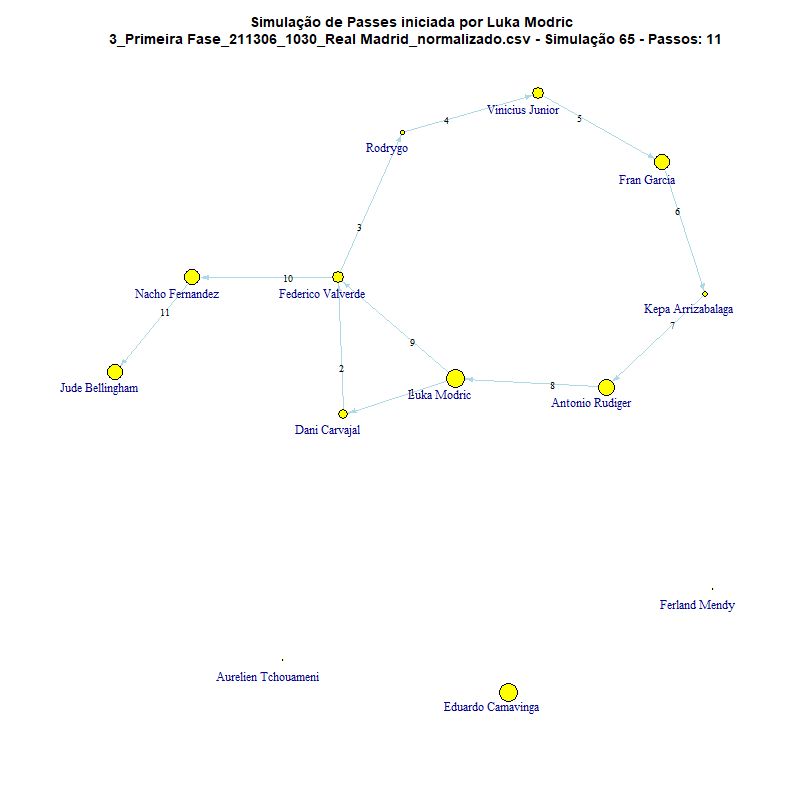 Simulação de Passes iniciada por Luka Modric
3_Primeira Fase_211306_1030_Real Madrid_normalizado.csv - Simulação 65 - Passos: 11
Vinicius Junior
4
5
Rodrygo
Fran Garcia
6
3
Nacho Fernandez
10
Federico Valverde
Kepa Arrizabalaga
11
7
9
2
Jude Bellingham
Luka Modric
8
Antonio Rudiger
Dani Carvajal
Ferland Mendy
Aurelien Tchouameni
Eduardo Camavinga